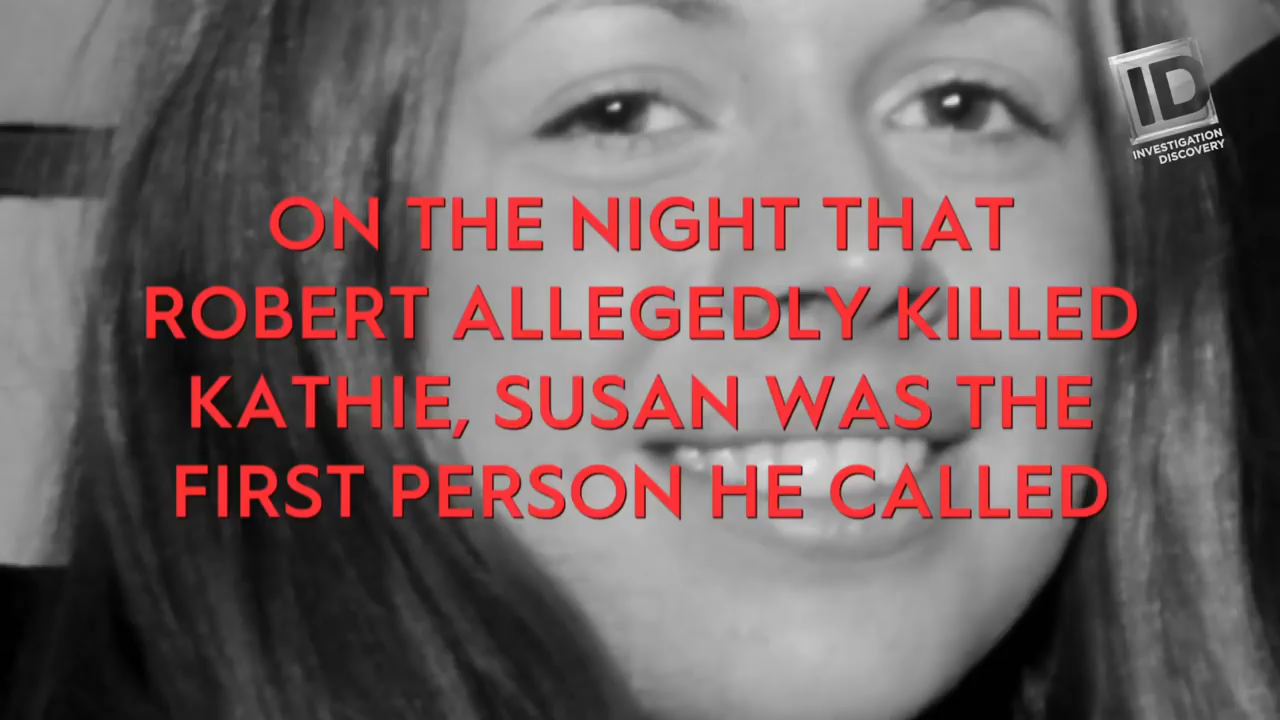 ID
INVESTIGATION
DISCOVERY
ON THE NIGHT THAT
ROBERT ALLEGEDLY KILLED
KATHIE, SUSAN WAS THE
FIRST PERSON HE CALLED